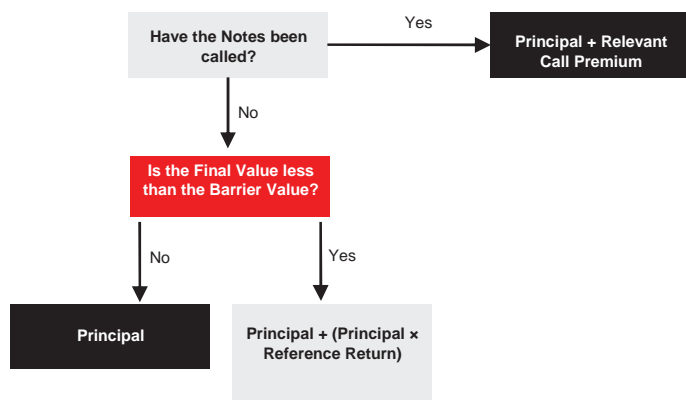 Have the Notes been
called?
Yes
Principal + Relevant
Call Premium
No
Is the Final Value less
than the Barrier Value?
No
Yes
Principal
Principal + (Principal ×
Reference Return)